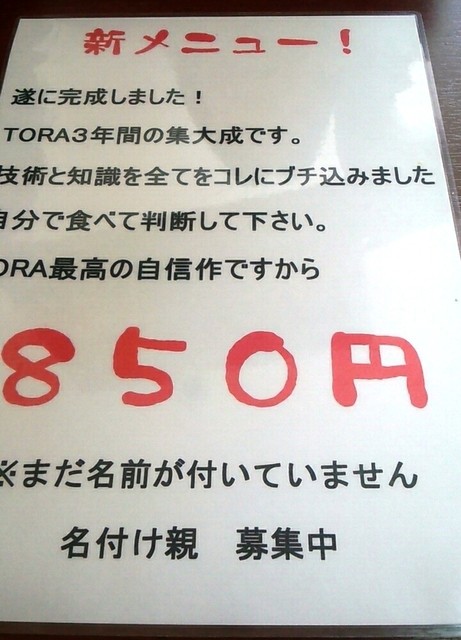 新メニュー！
遂に完成しました！
TORA３年間の集大成です。
技術と知識を全てをコレにブチ込みました
自分で食べて判断して下さい。
ORA最高の自信作ですから
８５０円
※まだ名前が付いていません
名付け親　募集中